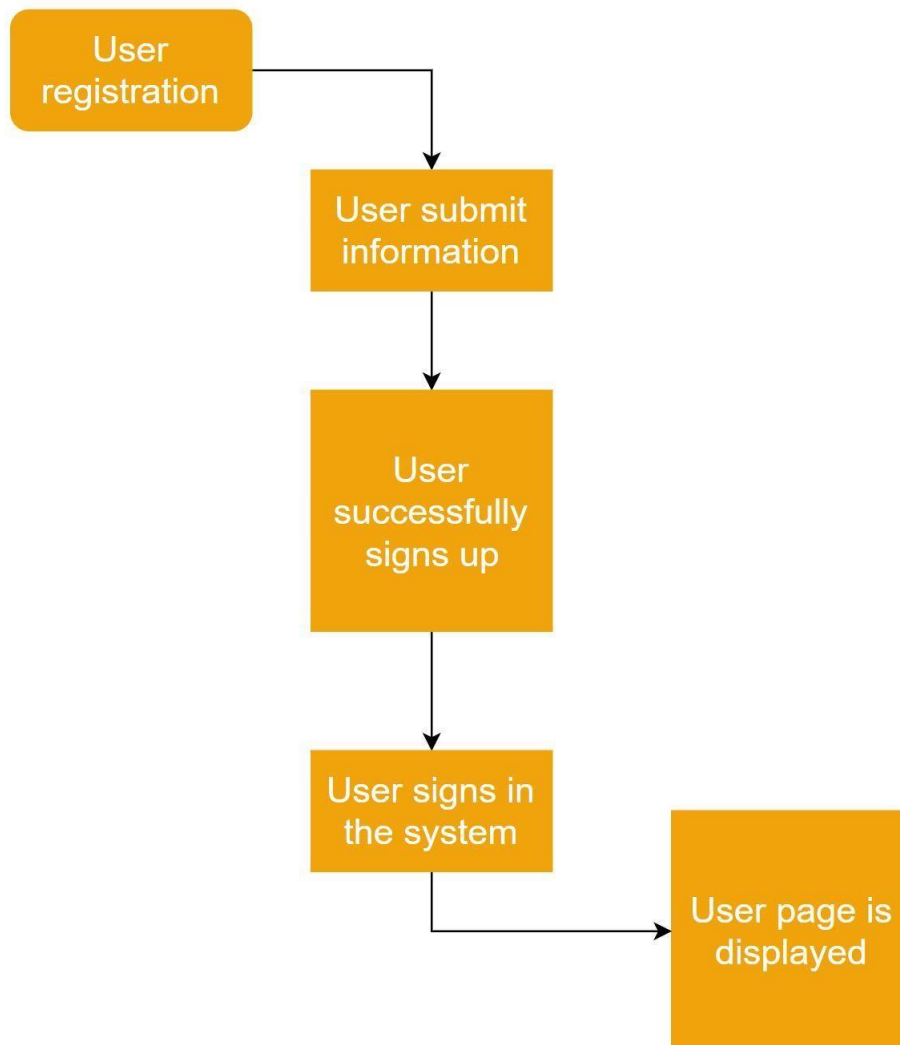 User
registration
User submit
information
User
successfully
signs up
User signs in
the system
User page is
displayed